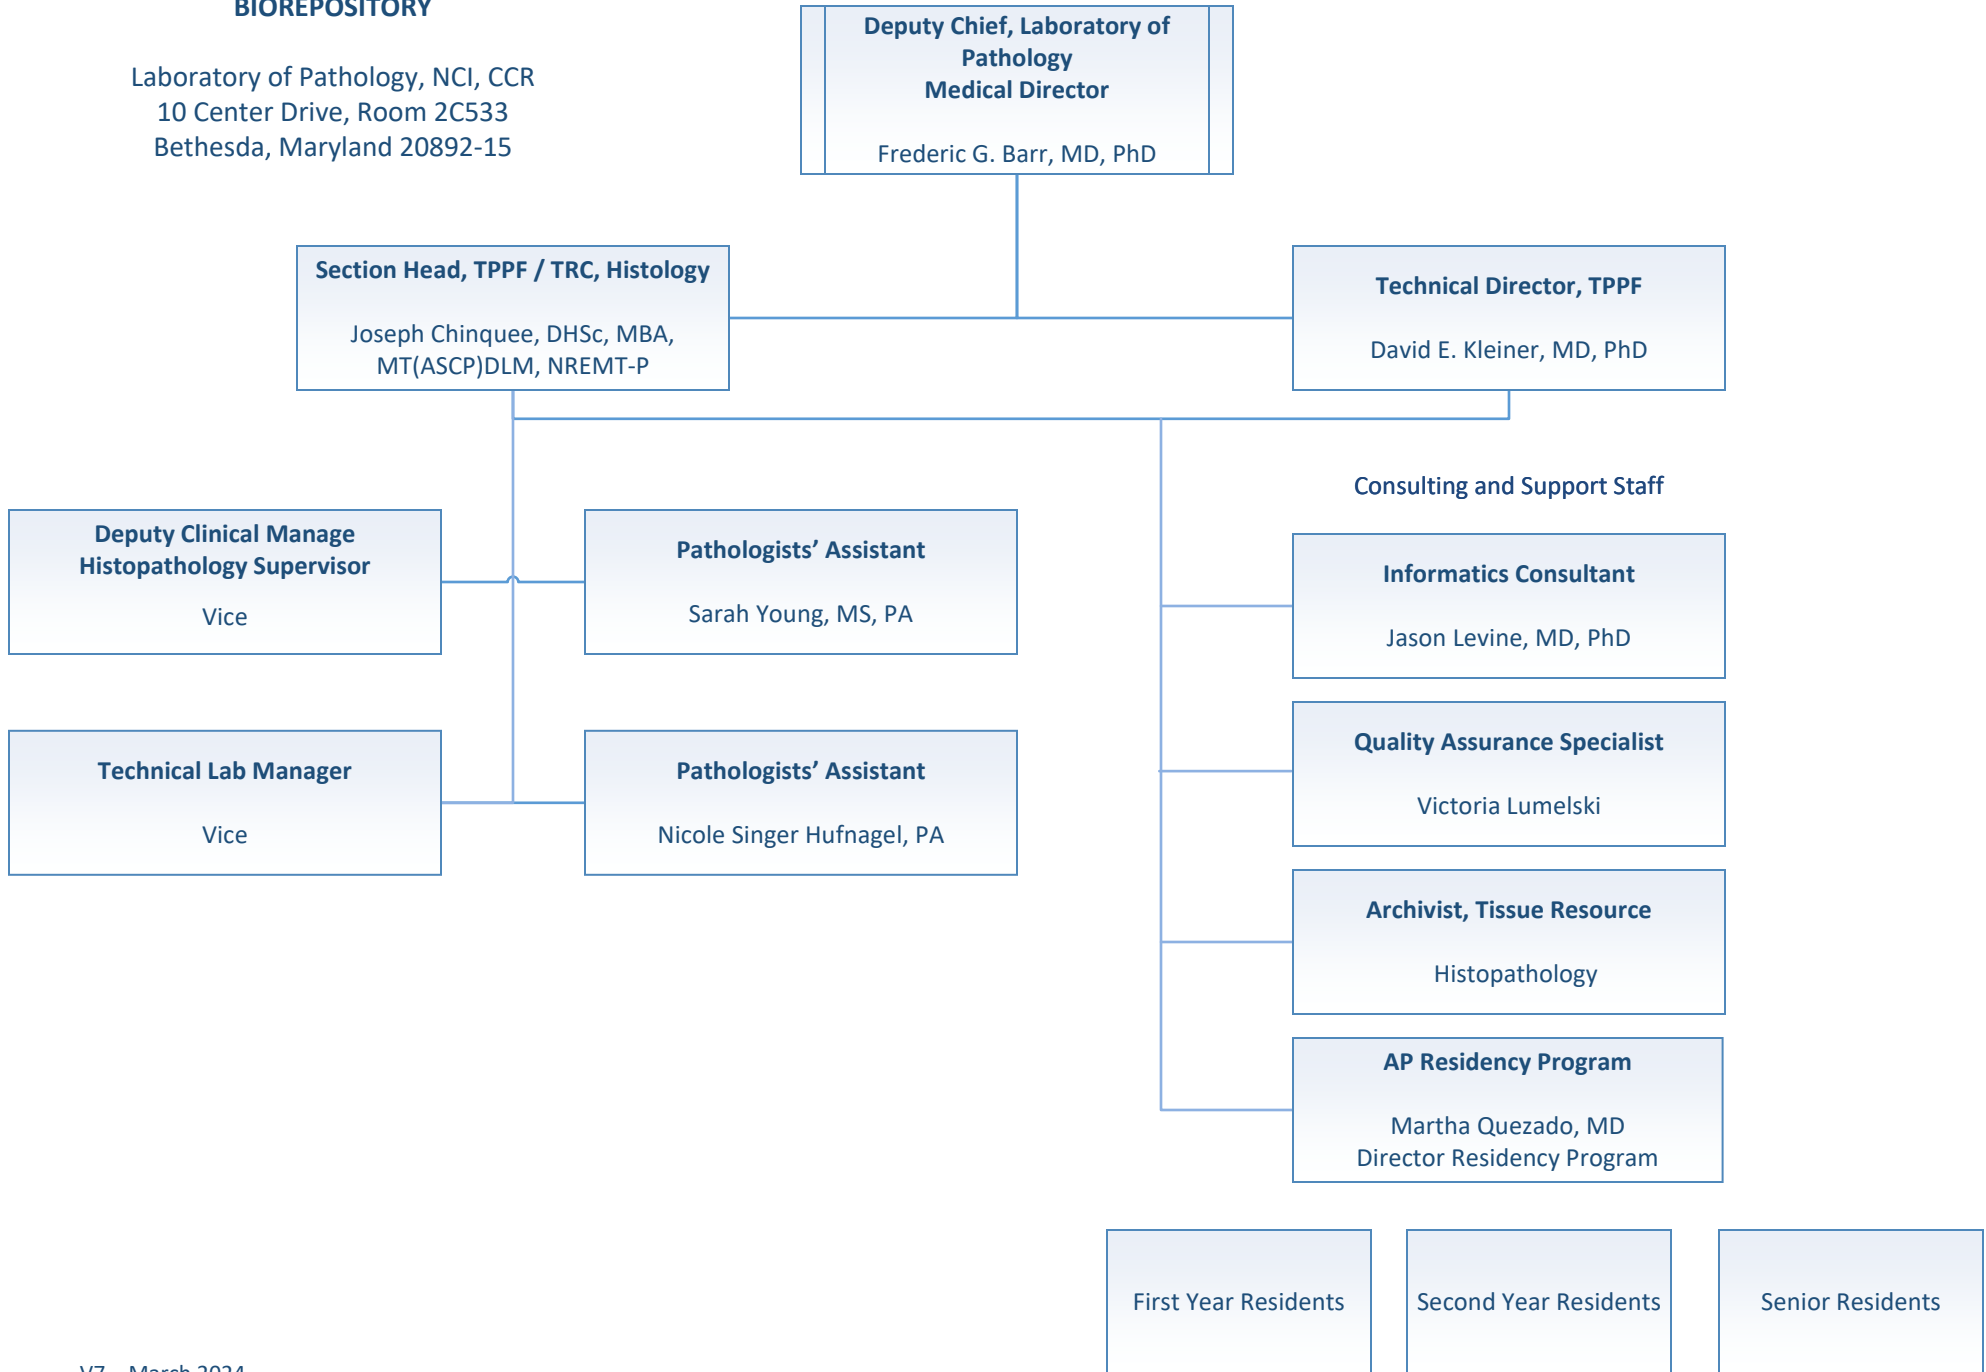 BIOREPOSITORY
Laboratory of Pathology, NCI, CCR
10 Center Drive, Room 2C533
Bethesda, Maryland 20892-15
Deputy Chief, Laboratory of
Pathology
Medical Director
Frederic G. Barr, MD, PhD
Section Head, TPPF / TRC, Histology
Joseph Chinquee, DHSc, MBA,
MT(ASCP)DLM, NREMT-P
Technical Director, TPPF
David E. Kleiner, MD, PhD
Deputy Clinical Manage
Histopathology Supervisor
Vice
Pathologists’ Assistant
Sarah Young, MS, PA
Technical Lab Manager
Vice
Pathologists’ Assistant
Nicole Singer Hufnagel, PA
Consulting and Support Staff
Informatics Consultant
Jason Levine, MD, PhD
Quality Assurance Specialist
Victoria Lumelski
Archivist, Tissue Resource
Histopathology
AP Residency Program
Martha Quezado, MD
Director Residency Program
First Year Residents
Second Year Residents
Senior Residents
V7 – March 2024